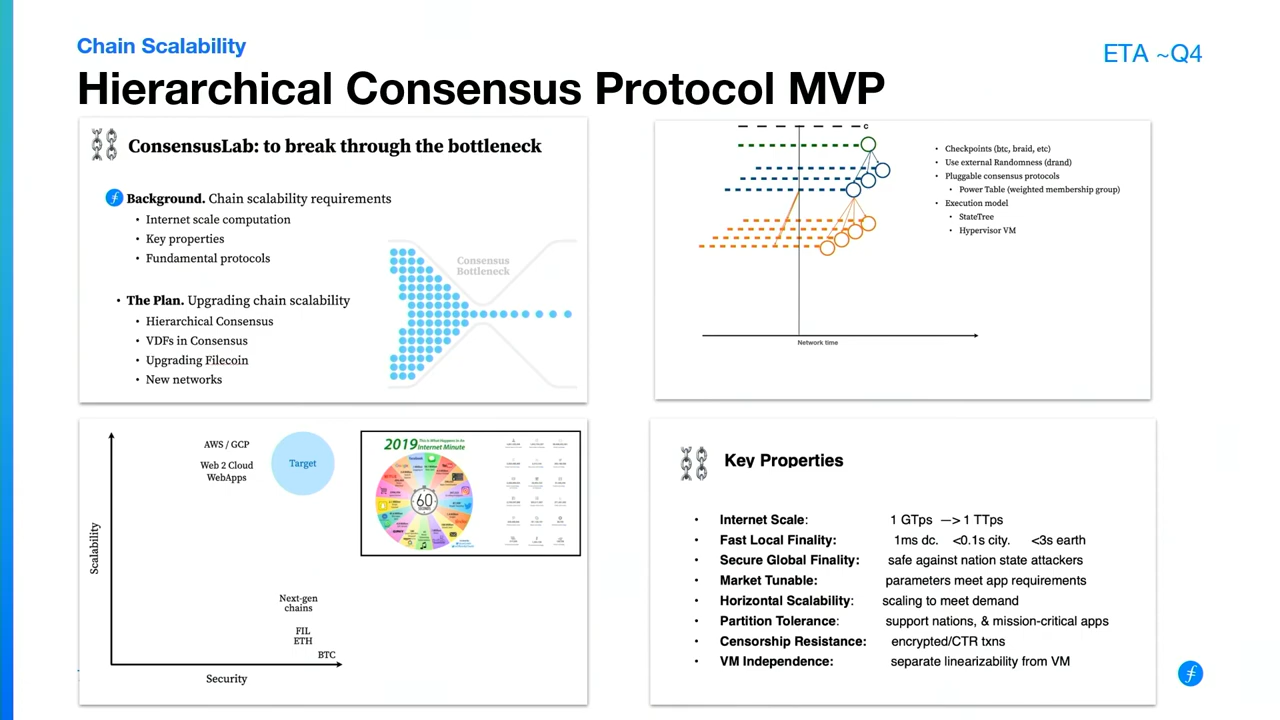 Chain Scalability
ETA ~Q4
Hierarchical Consensus Protocol MVP
ConsensusLab: to break through the bottleneck
Background. Chain scalability requirements
• Internet scale computation
• Key properties
• Fundamental protocols
• The Plan. Upgrading chain scalability
• Hierarchical Consensus
• VDFs in Consensus
• Upgrading Filecoin
• New networks
Consensus
Bottleneck
C
• Checkpoints (btc, braid, etc)
• Use external Randomness (drand)
• Pluggable consensus protocols
• Power Table (weighted membership group)
• Execution model
• StateTree
• Hypervisor VM
Network time
Scalability
AWS / GCP
Web 2 Cloud
WebApps
Target
2019 This is What Happens In An
Internet Minute
60
SECONDS
Next-gen
chains
FIL
ETH
BTC
Security
Key Properties
• Internet Scale: 1 GTps —> 1 TTps
• Fast Local Finality: 1ms dc. <0.1s city. <3s earth
• Secure Global Finality: safe against nation state attackers
• Market Tunable: parameters meet app requirements
• Horizontal Scalability: scaling to meet demand
• Partition Tolerance: support nations, & mission-critical apps
• Censorship Resistance: encrypted/CTR txns
• VM Independence: separate linearizability from VM